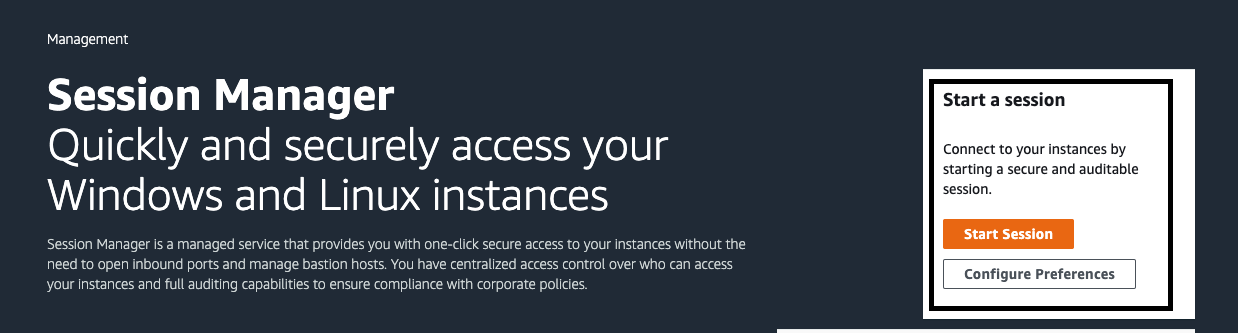 Management
Session Manager
Quickly and securely access your
Windows and Linux instances
Session Manager is a managed service that provides you with one-click secure access to your instances without the
need to open inbound ports and manage bastion hosts. You have centralized access control over who can access
your instances and full auditing capabilities to ensure compliance with corporate policies.
Start a session
Connect to your instances by
starting a secure and auditable
session.
Start Session
Configure Preferences